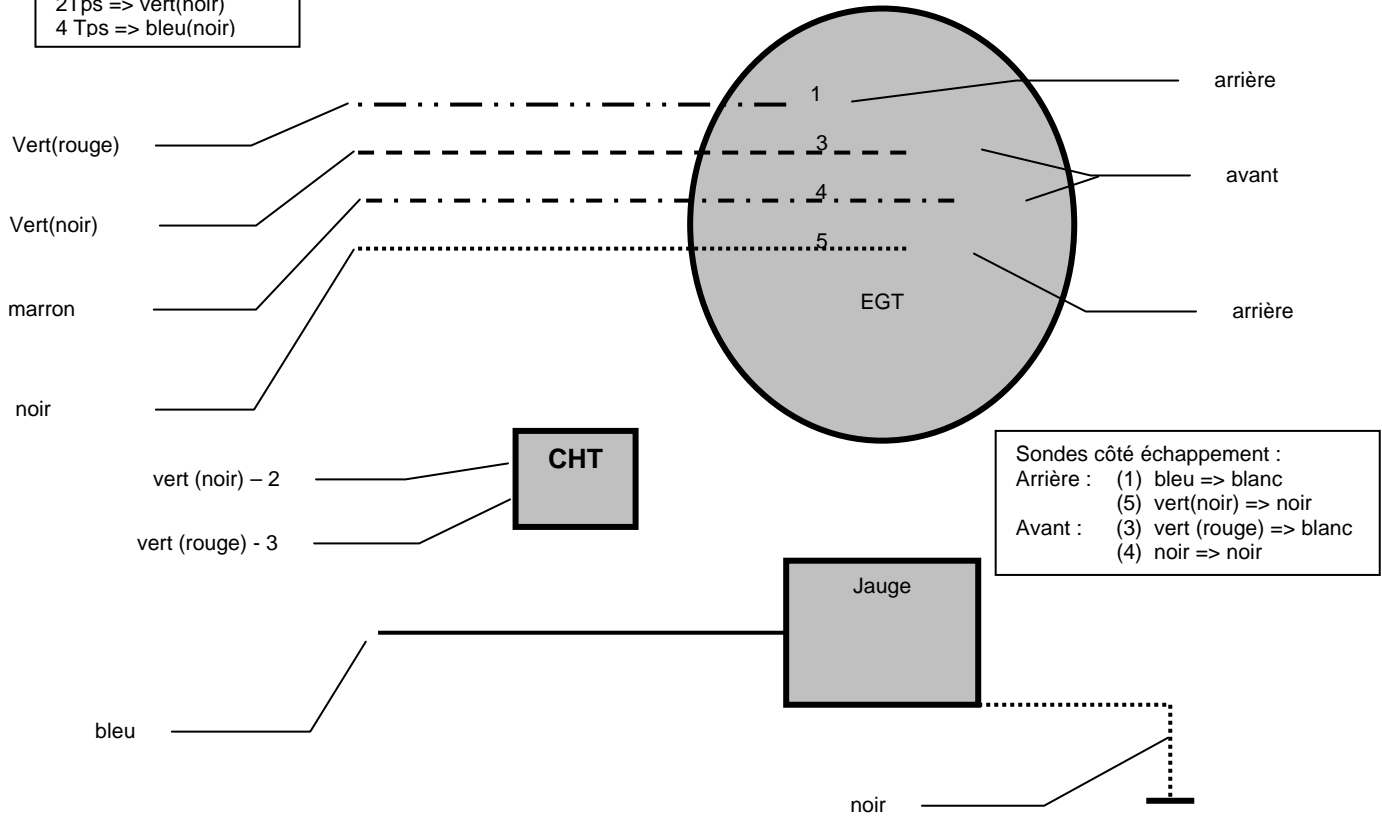 2Tps => vert(noir)
4 Tps => bleu(noir)
1
arrière
Vert(rouge)
3
avant
4
Vert(noir)
5
EGT
marron
arrière
noir
CHT
vert (noir) – 2
vert (rouge) - 3
Sondes côté échappement :
Arrière : (1) bleu => blanc
(5) vert(noir) => noir
Avant : (3) vert (rouge) => blanc
(4) noir => noir
Jauge
bleu
noir